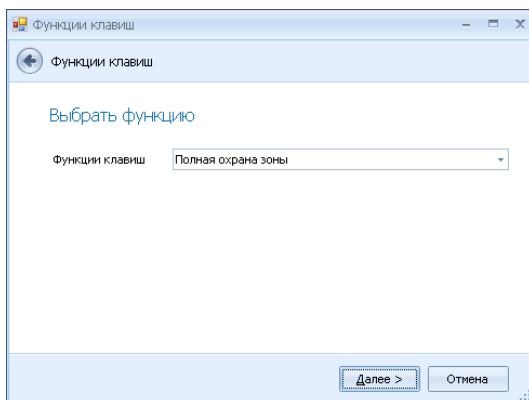 Функции клавиш
Функции клавиш
Выбрать функцию
Функции клавиш
Полная охрана зоны
Далее >
Отмена